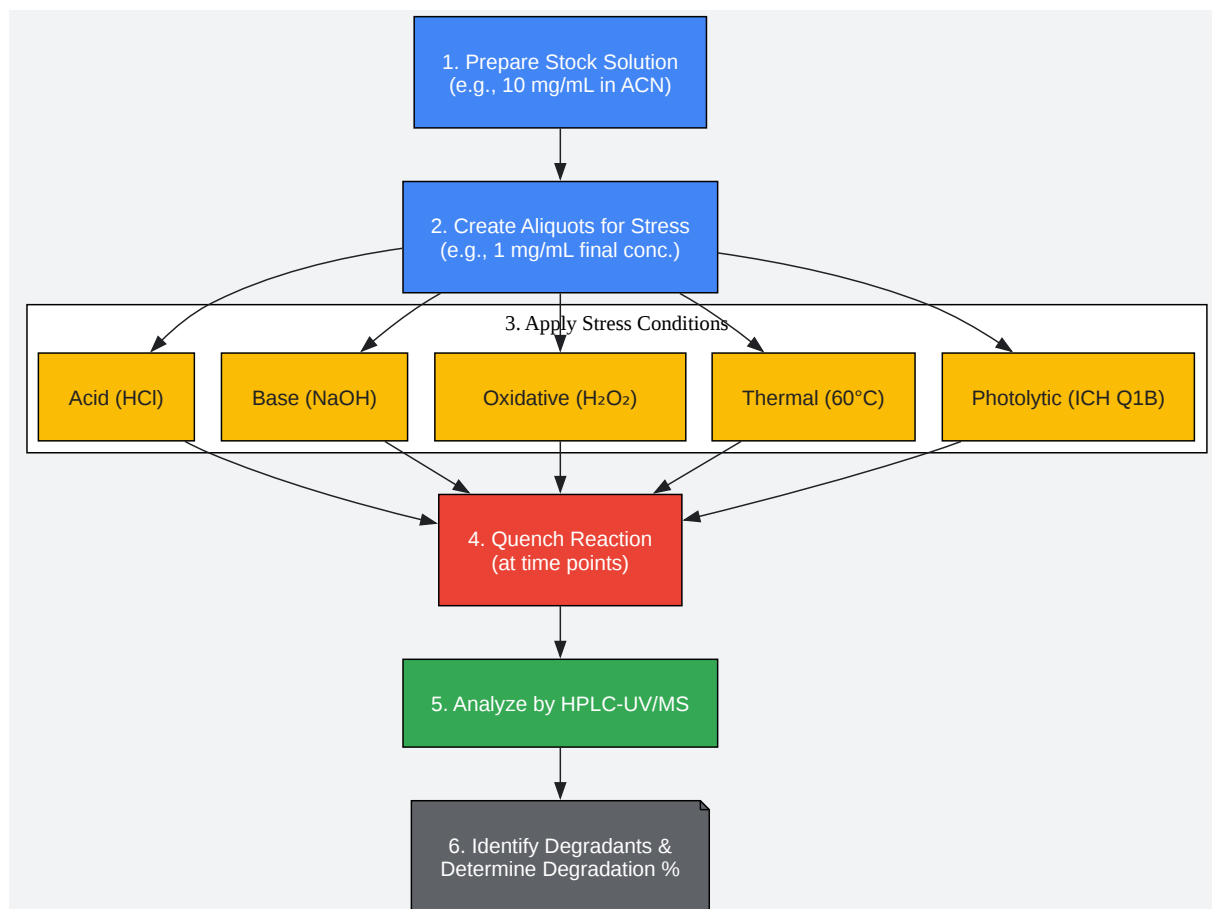 1. Prepare Stock Solution
(e.g., 10 mg/mL in ACN)
2. Create Aliquots for Stress
(e.g., 1 mg/mL final conc.)
3. Apply Stress Conditions
Acid (HCl)
Base (NaOH)
Oxidative (H₂O₂)
Thermal (60°C)
Photolytic (ICH Q1B)
4. Quench Reaction
(at time points)
5. Analyze by HPLC-UV/MS
6. Identify Degradants &
Determine Degradation %